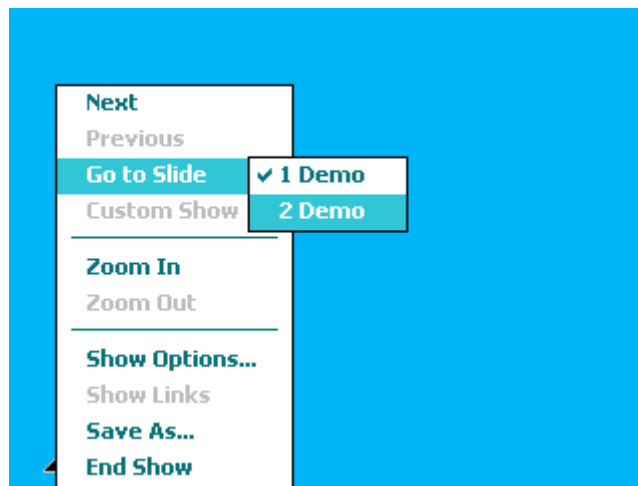 Next
Previous
Go to Slide
✓ 1 Demo
Custom Show
2 Demo
Zoom In
Zoom Out
Show Options...
Show Links
Save As...
End Show